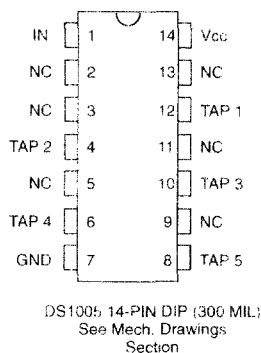 IN 1 14 Vcc
NC 2 13 NC
NC 3 12 TAP 1
TAP 2 4 11 NC
NC 5 10 TAP 3
TAP 4 6 9 NC
GND 7 8 TAP 5
DS1005 14-PIN DIP (300 MIL)
See Mech. Drawings
Section